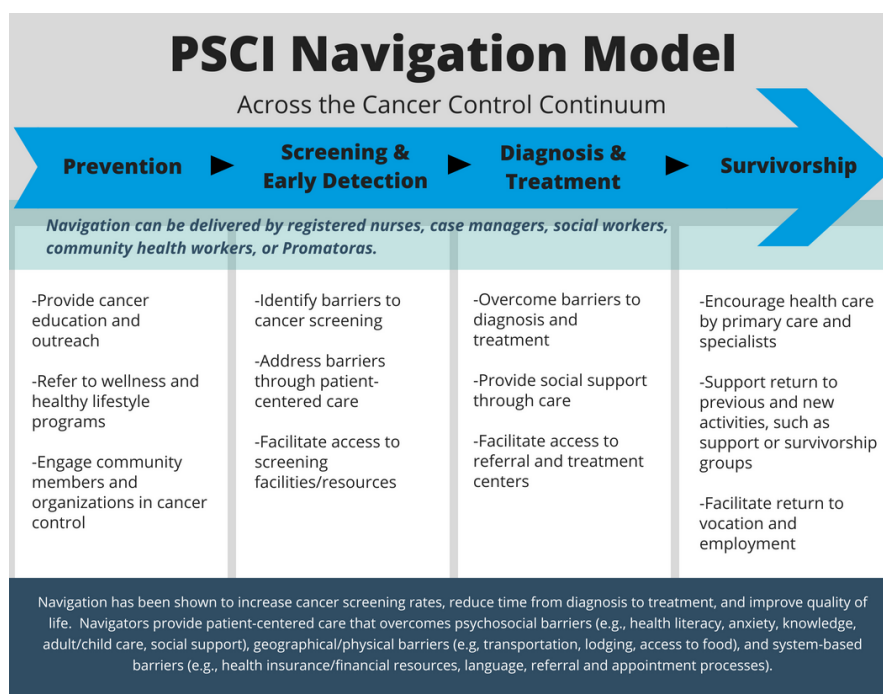 PSCI Navigation Model
Across the Cancer Control Continuum
Prevention
Screening &
Early Detection
Diagnosis &
Treatment
Survivorship
Navigation can be delivered by registered nurses, case managers, social workers,
community health workers, or Promatoras.
-Provide cancer
education and
outreach
-Refer to wellness and
healthy lifestyle
programs
-Engage community
members and
organizations in cancer
control
-Identify barriers to
cancer screening
-Address barriers
through patient-
centered care
-Facilitate access to
screening
facilities/resources
-Overcome barriers to
diagnosis and
treatment
-Provide social support
through care
-Facilitate access to
referral and treatment
centers
-Encourage health care
by primary care and
specialists
-Support return to
previous and new
activities, such as
support or survivorship
groups
-Facilitate return to
vocation and
employment
Navigation has been shown to increase cancer screening rates, reduce time from diagnosis to treatment, and improve quality of
life.  Navigators provide patient-centered care that overcomes psychosocial barriers (e.g., health literacy, anxiety, knowledge,
adult/child care, social support), geographical/physical barriers (e.g, transportation, lodging, access to food), and system-based
barriers (e.g., health insurance/financial resources, language, referral and appointment processes).